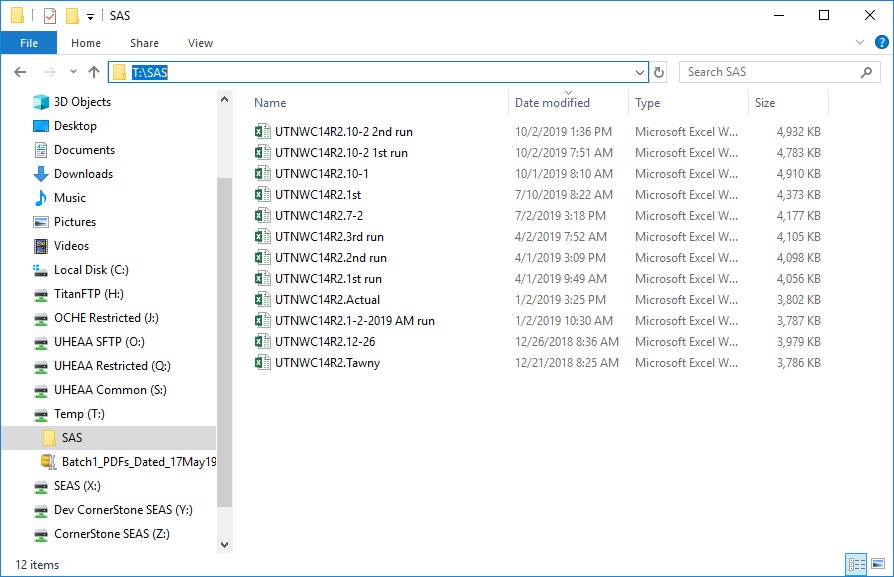 SAS
File Home Share View
T:\SAS Search SAS
3D Objects
Desktop
Documents
Downloads
Music
Pictures
Videos
Local Disk (C:)
TitanFTP (H:)
OCHE Restricted (J:)
UHEAA SFTP (O:)
UHEAA Restricted (Q:)
UHEAA Common (S:)
Temp (T:)
SAS
Batch1_PDFs_Dated_17May19
SEAS (X:)
Dev CornerStone SEAS (Y:)
CornerStone SEAS (Z:)
Name Date modified Type Size
UTNWC14R2.10-2 2nd run 10/2/2019 1:36 PM Microsoft Excel W... 4,932 KB
UTNWC14R2.10-2 1st run 10/2/2019 7:51 AM Microsoft Excel W... 4,783 KB
UTNWC14R2.10-1 10/1/2019 8:10 AM Microsoft Excel W... 4,910 KB
UTNWC14R2.1st 7/10/2019 8:22 AM Microsoft Excel W... 4,373 KB
UTNWC14R2.7-2 7/2/2019 3:18 PM Microsoft Excel W... 4,177 KB
UTNWC14R2.3rd run 4/2/2019 7:52 AM Microsoft Excel W... 4,105 KB
UTNWC14R2.2nd run 4/1/2019 3:09 PM Microsoft Excel W... 4,098 KB
UTNWC14R2.1st run 4/1/2019 9:49 AM Microsoft Excel W... 4,056 KB
UTNWC14R2.Actual 1/2/2019 3:25 PM Microsoft Excel W... 3,802 KB
UTNWC14R2.1-2-2019 AM run 1/2/2019 10:30 AM Microsoft Excel W... 3,787 KB
UTNWC14R2.12-26 12/26/2018 8:36 AM Microsoft Excel W... 3,979 KB
UTNWC14R2.Tawny 12/21/2018 8:25 AM Microsoft Excel W... 3,786 KB
12 items